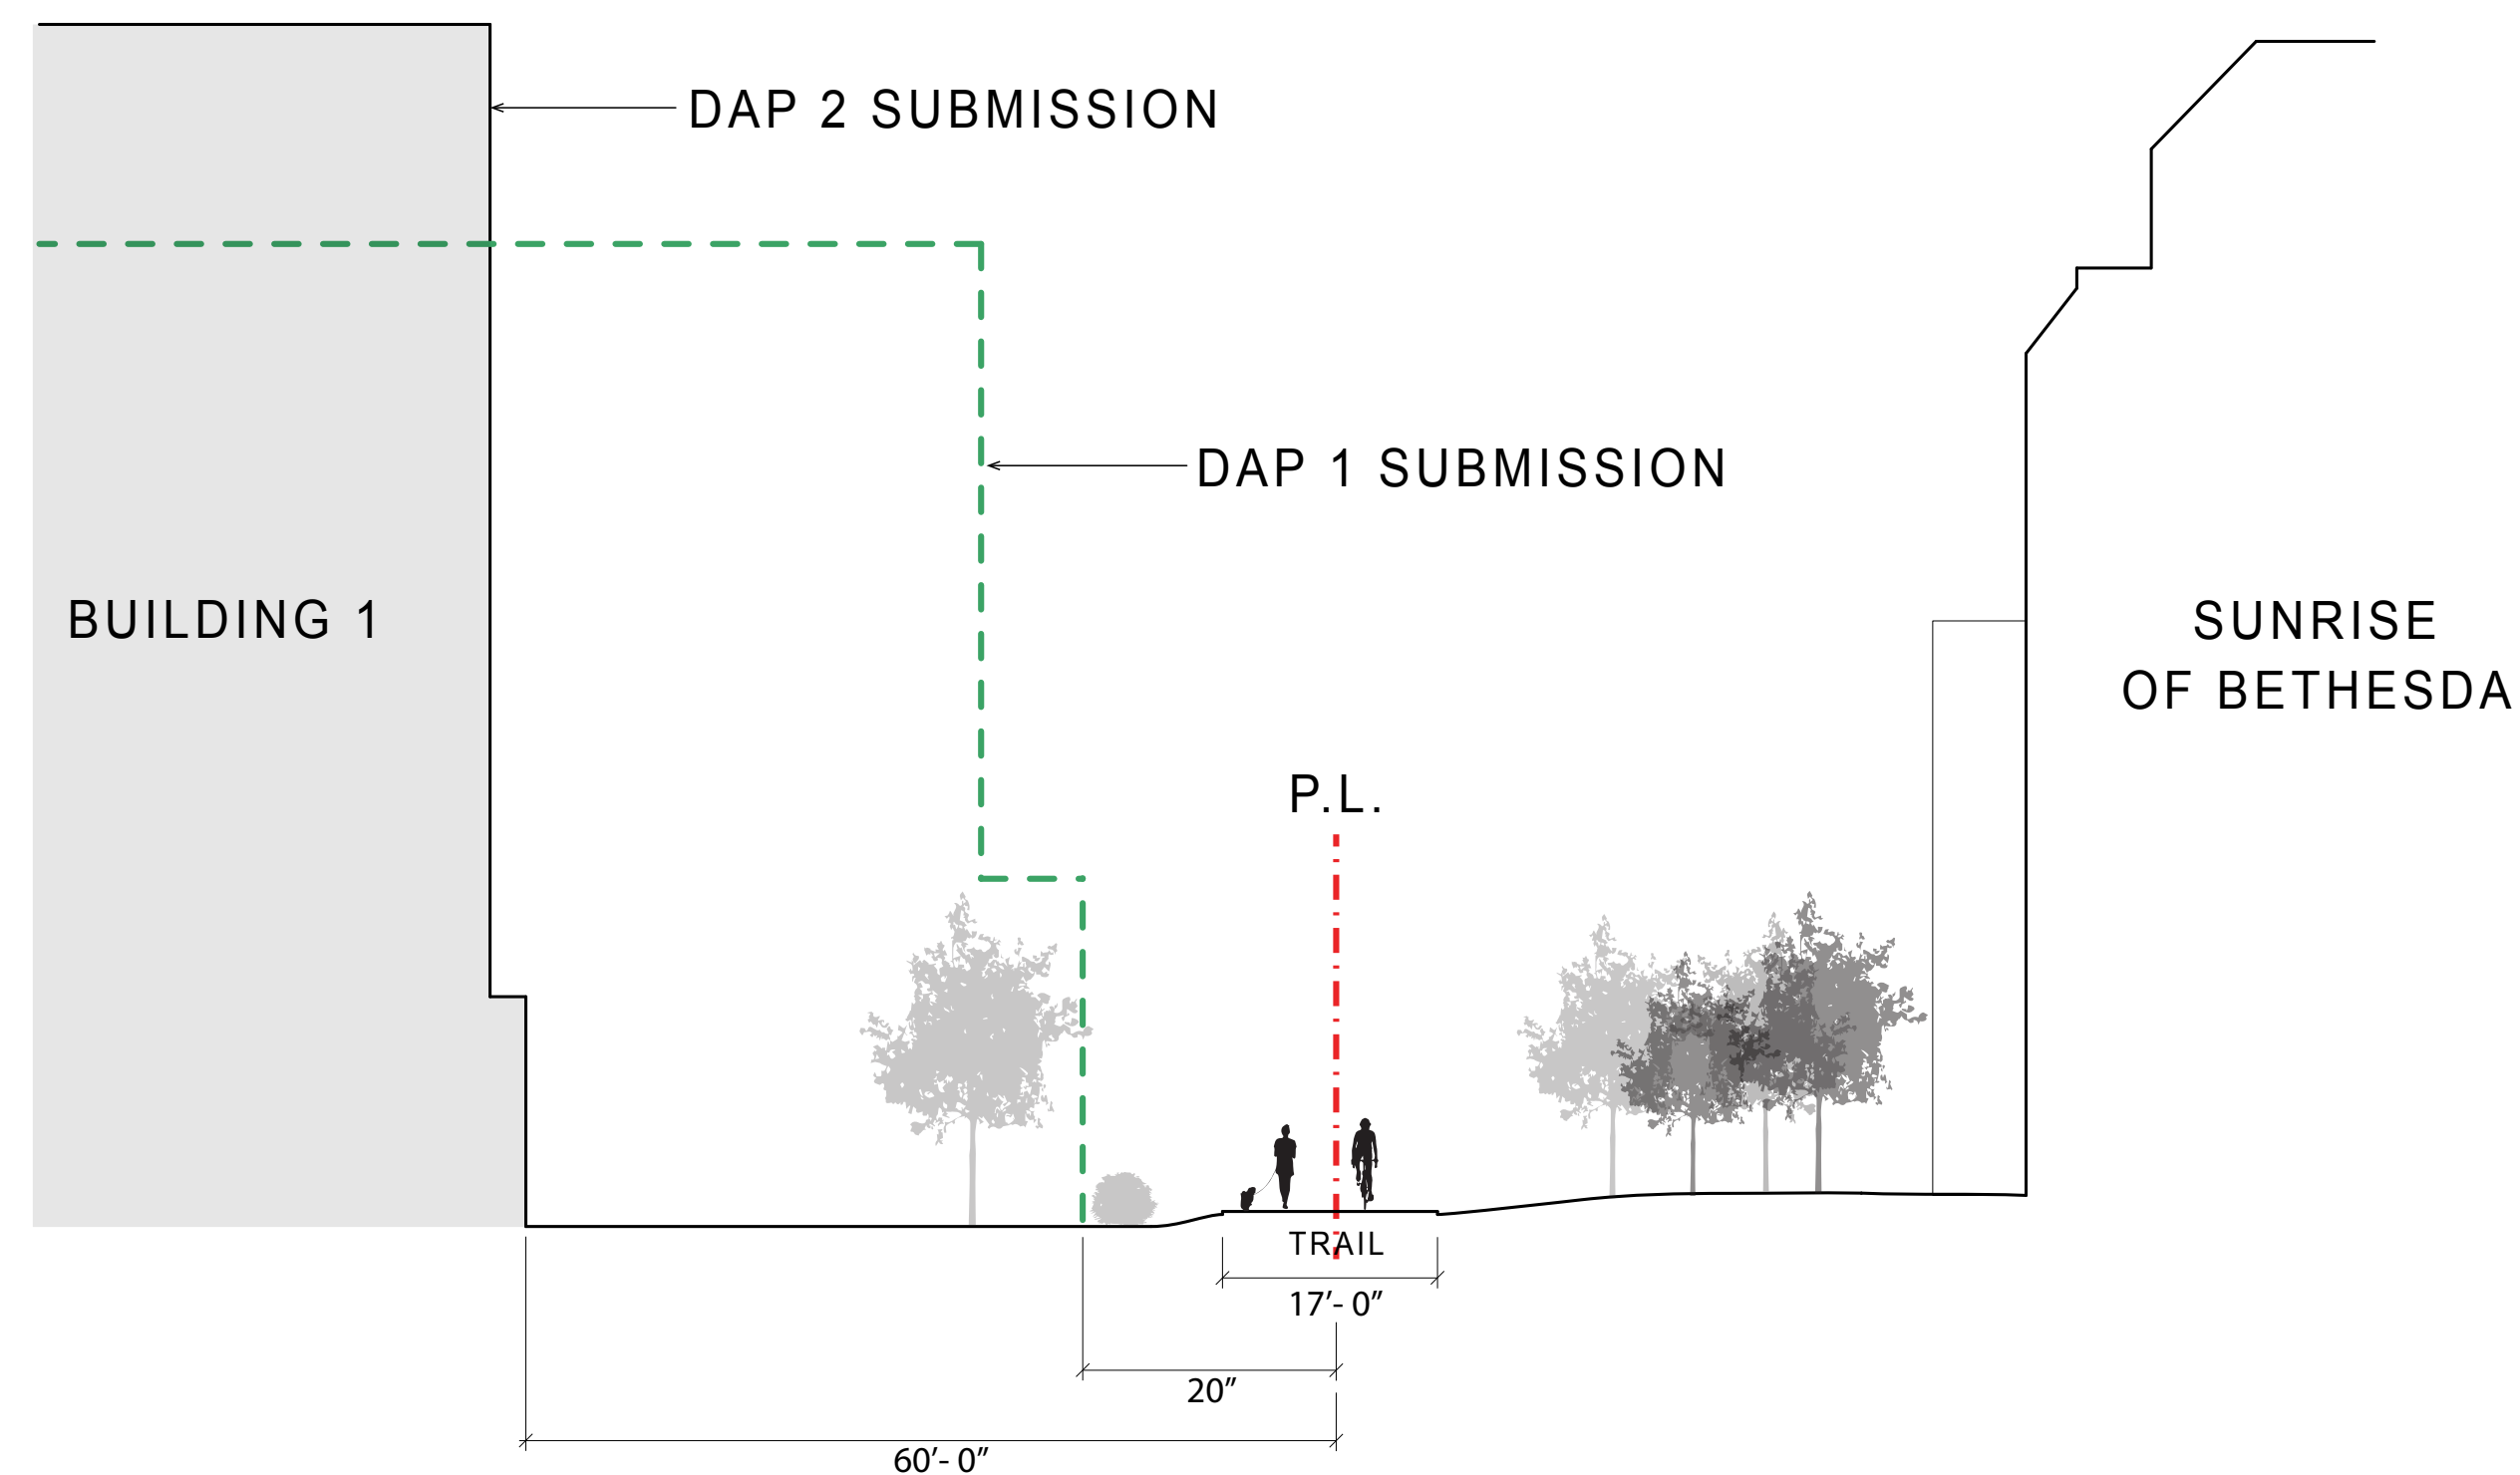 DAP 2 SUBMISSION
DAP 1 SUBMISSION
BUILDING 1
SUNRISE
OF BETHESDA
P.L.
TRAIL
17’- 0”
20”
60’- 0”